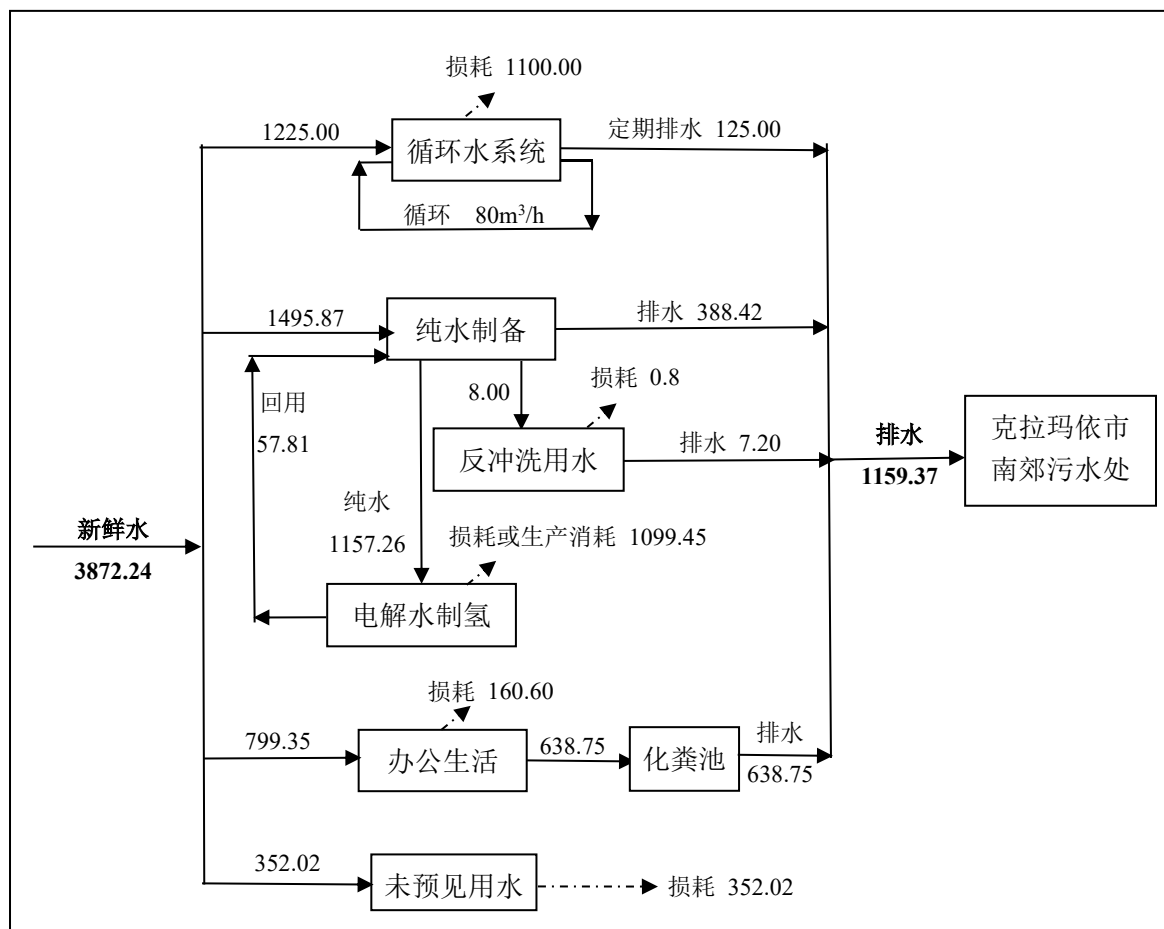 损耗 1100.00
1225.00
循环水系统
定期排水 125.00
循环 80m³/h
1495.87
纯水制备
排水 388.42
回用
57.81
8.00
损耗 0.8
反冲洗用水
排水 7.20
排水
1159.37
克拉玛依市
南郊污水处
纯水
1157.26
损耗或生产消耗 1099.45
新鲜水
3872.24
电解水制氢
损耗 160.60
799.35
办公生活
638.75
化粪池
排水
638.75
352.02
未预见用水
损耗 352.02